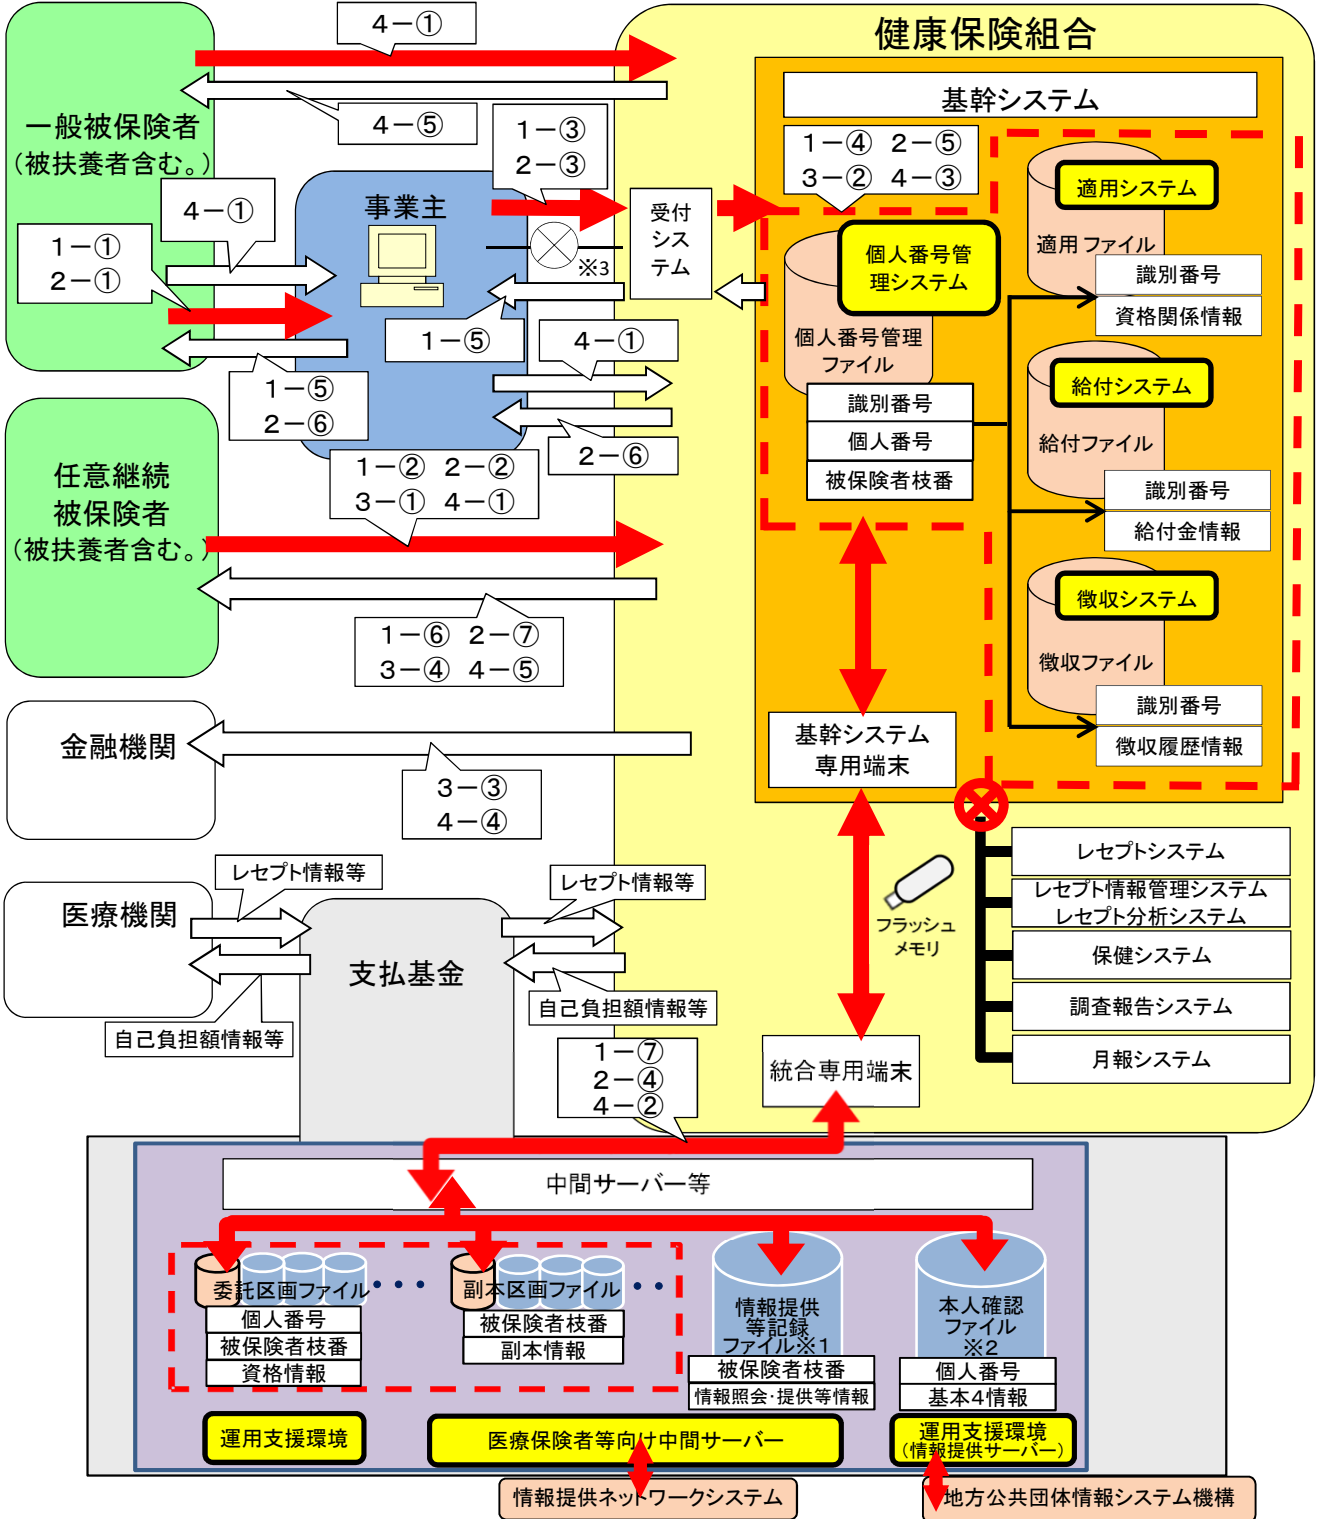 4－①
健康保険組合
基幹システム
4－⑤
1－③
2－③
一般被保険者
（被扶養者含む。）
1－④ 2－⑤
3－② 4－③
適用システム
適用ファイル
識別番号
資格関係情報
4－①
1－①
2－①
事業主
※3
受付
シス
テム
個人番号管
理システム
個人番号管理
ファイル
識別番号
個人番号
被保険者枝番
1－⑤
4－①
1－⑤
2－⑥
2－⑥
給付システム
給付ファイル
識別番号
給付金情報
任意継続
被保険者
（被扶養者含む。）
1－② 2－②
3－① 4－①
1－⑥ 2－⑦
3－④ 4－⑤
徴収システム
徴収ファイル
識別番号
徴収履歴情報
金融機関
3－③
4－④
基幹システム
専用端末
レセプトシステム
レセプト情報管理システム
レセプト分析システム
保健システム
調査報告システム
月報システム
フラッシュ
メモリ
医療機関
レセプト情報等
自己負担額情報等
支払基金
レセプト情報等
自己負担額情報等
1－⑦
2－④
4－②
統合専用端末
中間サーバー等
委託区画ファイル
・・・
個人番号
被保険者枝番
資格情報
副本区画ファイル
・・
被保険者枝番
副本情報
情報提供
等記録
ファイル※1
被保険者枝番
情報照会・提供等情報
本人確認
ファイル
※2
個人番号
基本4情報
運用支援環境
医療保険者等向け中間サーバー
運用支援環境
（情報提供サーバー）
情報提供ネットワークシステム
地方公共団体情報システム機構